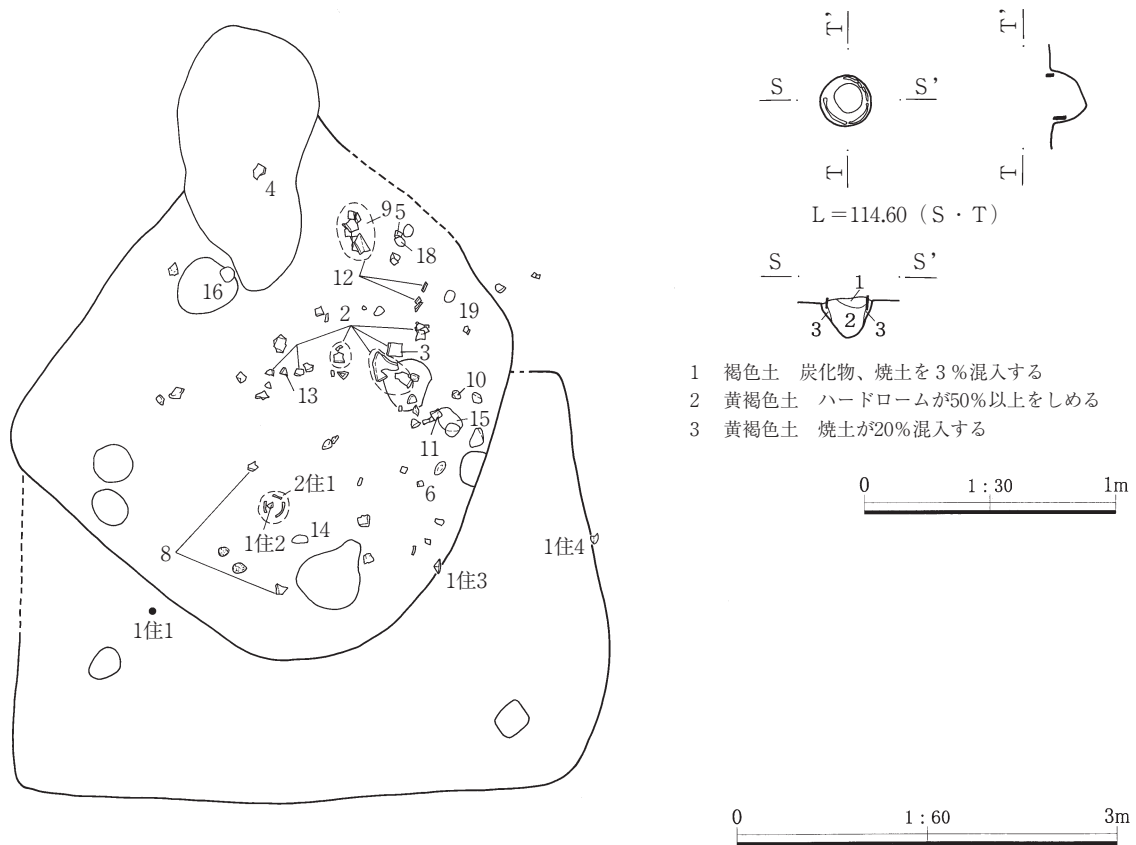 4
9 5
18
12
16
19
2
3
13
10
15
11
6
2住1
1住2
14
8
1住4
1住3
1住1
T' T'
S S'
T T
L=114.60（S・T）
S S'
1
3 2 3
1 褐色土 炭化物、焼土を3%混入する
2 黄褐色土 ハードロームが50%以上をしめる
3 黄褐色土 焼土が20%混入する
0 1:30 1m
0 1:60 3m